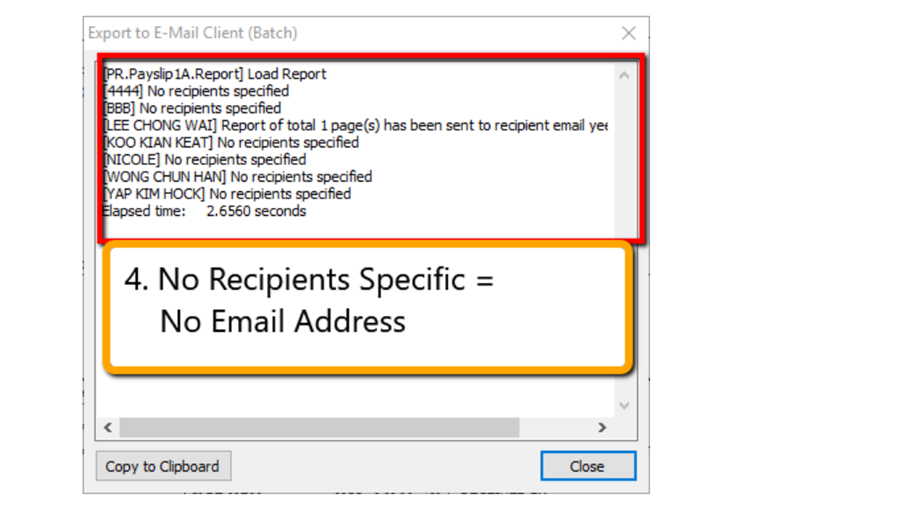 Export to E-Mail Client (Batch)
[PR.Payslip1A.Report] Load Report
[4444] No recipients specified
[BBB] No recipients specified
[LEE CHONG WAI] Report of total 1 page(s) has been sent to recipient email yee
[KOO KIAN KEAT] No recipients specified
[NICOLE] No recipients specified
[WONG CHUN HAN] No recipients specified
[YAP KIM HOCK] No recipients specified
Elapsed time: 2.6560 seconds
4. No Recipients Specific =
No Email Address
Copy to Clipboard
Close